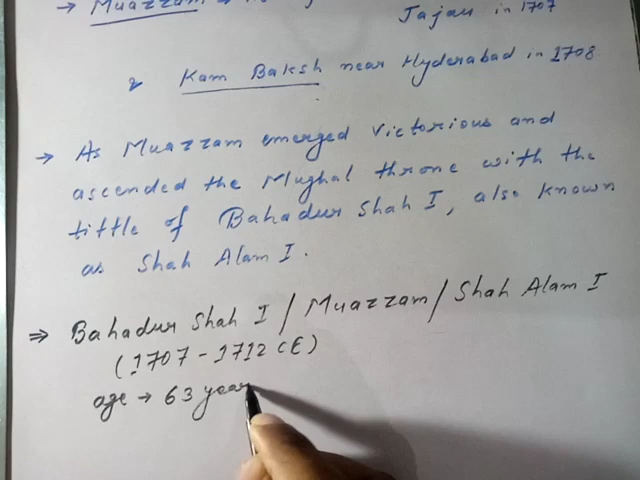 → Muazzam →
Jajau in 1707
& Kam Baksh near Hyderabad in 1708
→ As Muazzam emerged victorious and
ascended the Mughal throne with the
tittle of Bahadur Shah I, also known
as Shah Alam I.
⇒ Bahadur Shah I / Muazzam / Shah Alam I
(1707 - 1712 CE)
age → 63 year